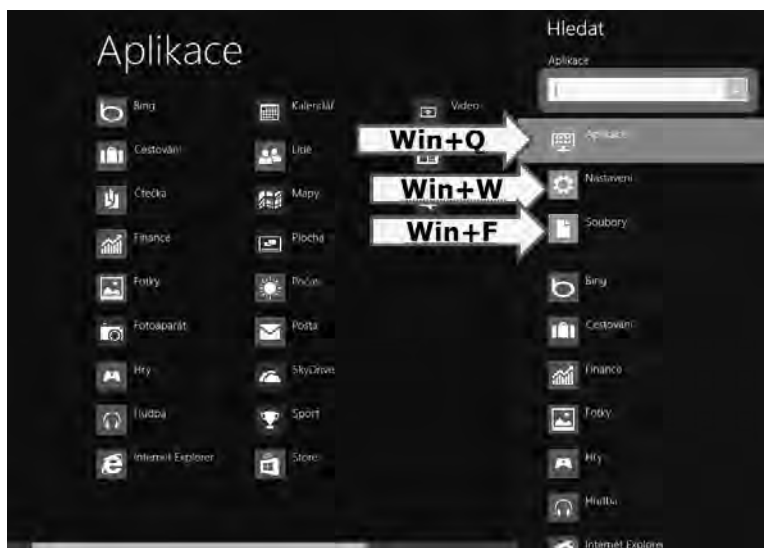 Aplikace
Bing
Cestování
Čtečka
Finance
Fotky
Fotoaparát
Hry
Hudba
Internet Explorer
Kalendář
Lidé
Mapy
Plocha
Počasí
Pošta
SkyDrive
Sport
Store
Video
Win+Q
Win+W
Win+F
Hledat
Aplikace
Aplikace
Nastavení
Soubory
Bing
Cestování
Finance
Fotky
Hry
Hudba
Internet Explorer